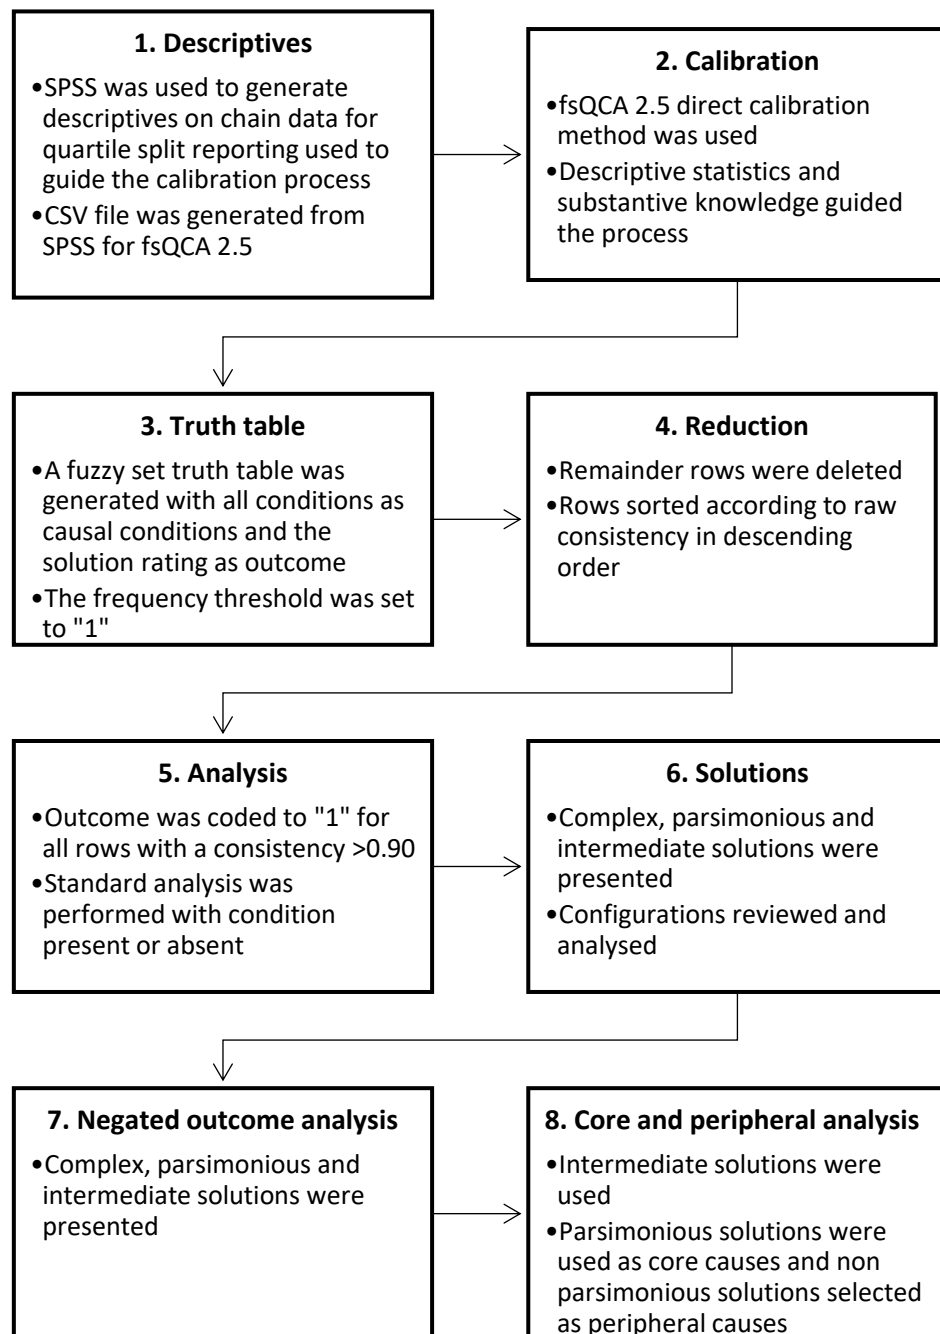 1. Descriptives
•SPSS was used to generate
descriptives on chain data for
quartile split reporting used to
guide the calibration process
•CSV file was generated from
SPSS for fsQCA 2.5
2. Calibration
•fsQCA 2.5 direct calibration
method was used
•Descriptive statistics and
substantive knowledge guided
the process
3. Truth table
•A fuzzy set truth table was
generated with all conditions as
causal conditions and the
solution rating as outcome
•The frequency threshold was set
to "1"
4. Reduction
•Remainder rows were deleted
•Rows sorted according to raw
consistency in descending
order
5. Analysis
•Outcome was coded to "1" for
all rows with a consistency >0.90
•Standard analysis was
performed with condition
present or absent
6. Solutions
•Complex, parsimonious and
intermediate solutions were
presented
•Configurations reviewed and
analysed
7. Negated outcome analysis
•Complex, parsimonious and
intermediate solutions were
presented
8. Core and peripheral analysis
•Intermediate solutions were
used
•Parsimonious solutions were
used as core causes and non
parsimonious solutions selected
as peripheral causes